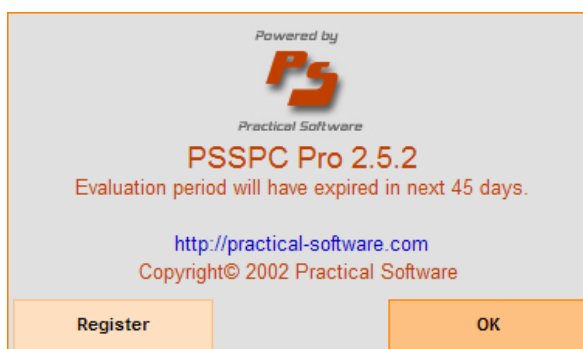 Powered by
PS
Practical Software
PSSPC Pro 2.5.2
Evaluation period will have expired in next 45 days.
http://practical-software.com
Copyright© 2002 Practical Software
Register
OK